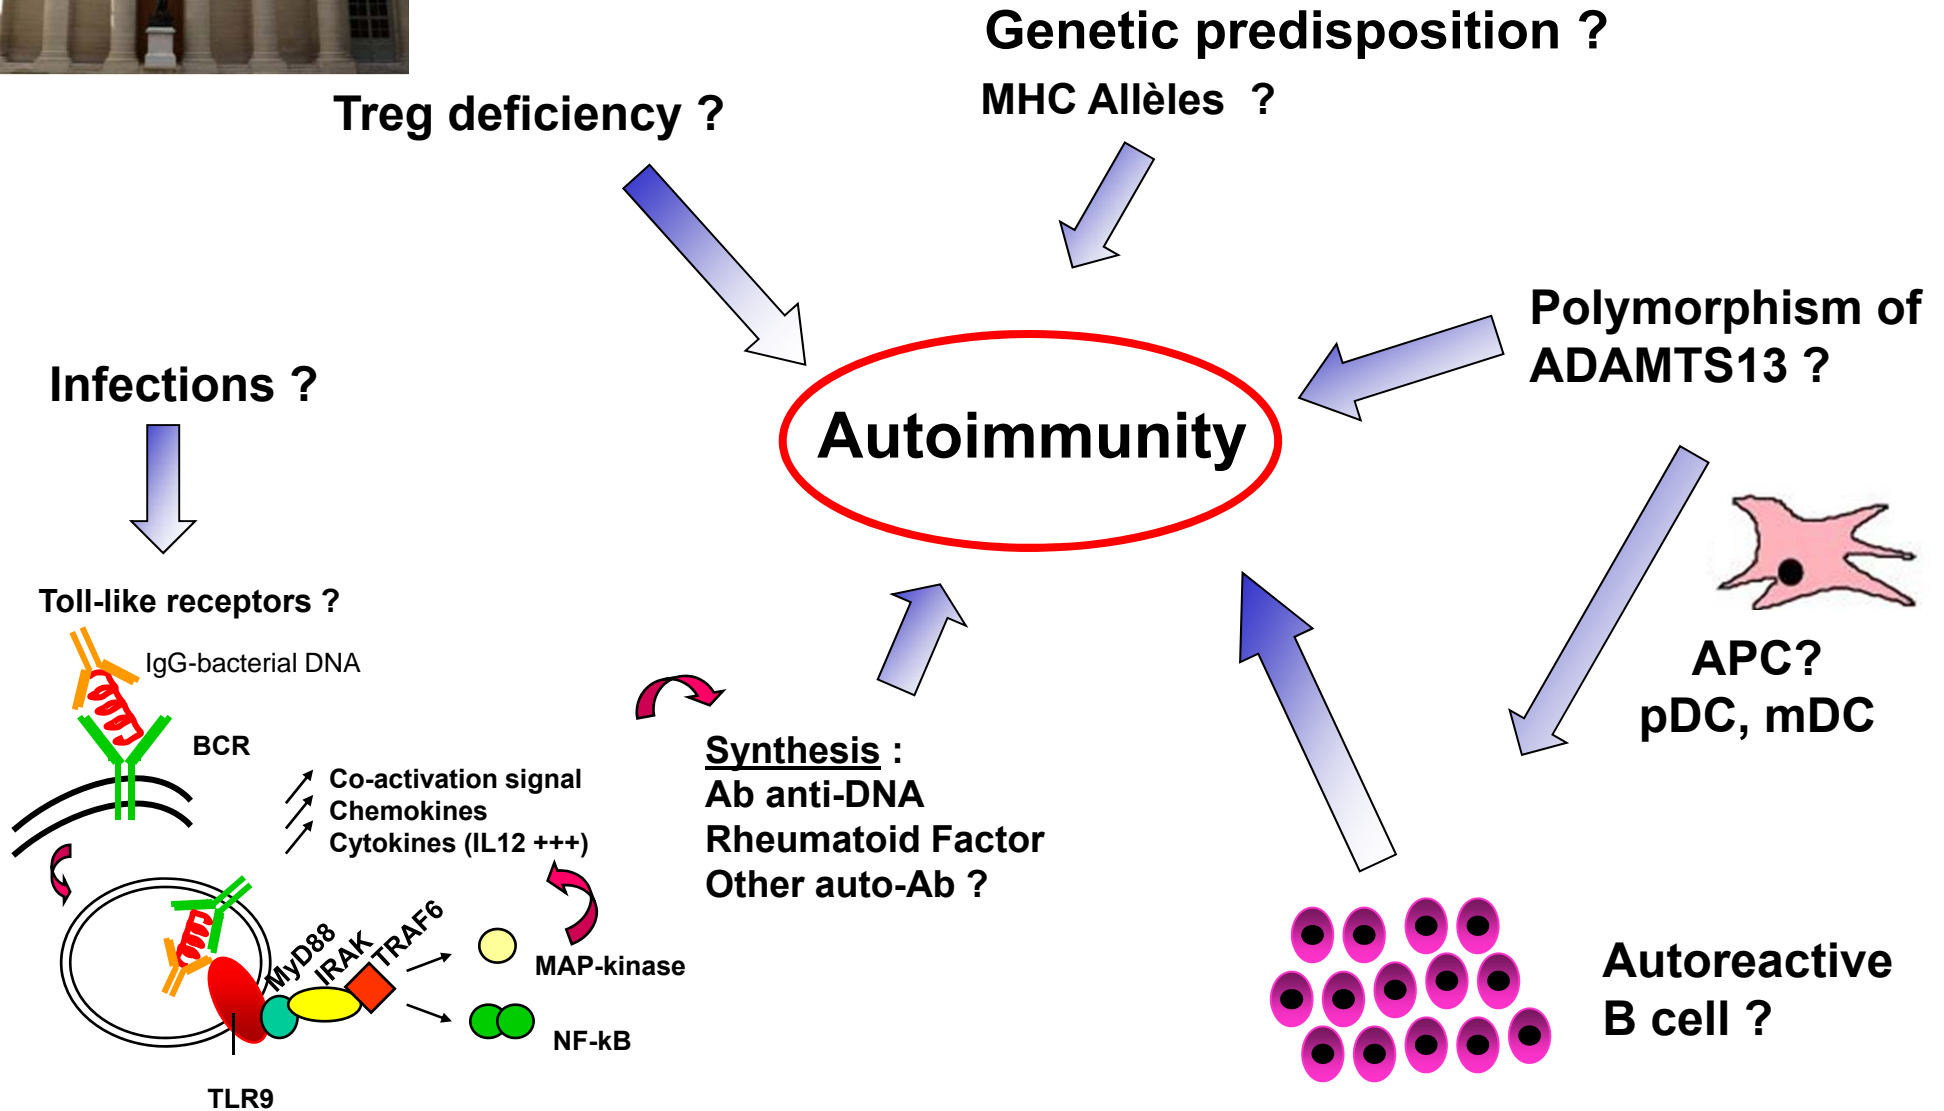 Genetic predisposition ?
MHC Allèles ?
Treg deficiency ?
Polymorphism of
ADAMTS13 ?
Infections ?
Autoimmunity
Toll-like receptors ?
IgG-bacterial DNA
BCR
APC?
pDC, mDC
Co-activation signal
Chemokines
Cytokines (IL12 +++)
Synthesis :
Ab anti-DNA
Rheumatoid Factor
Other auto-Ab ?
MyD88
IRAK
TRAF6
MAP-kinase
NF-kB
TLR9
Autoreactive
B cell ?